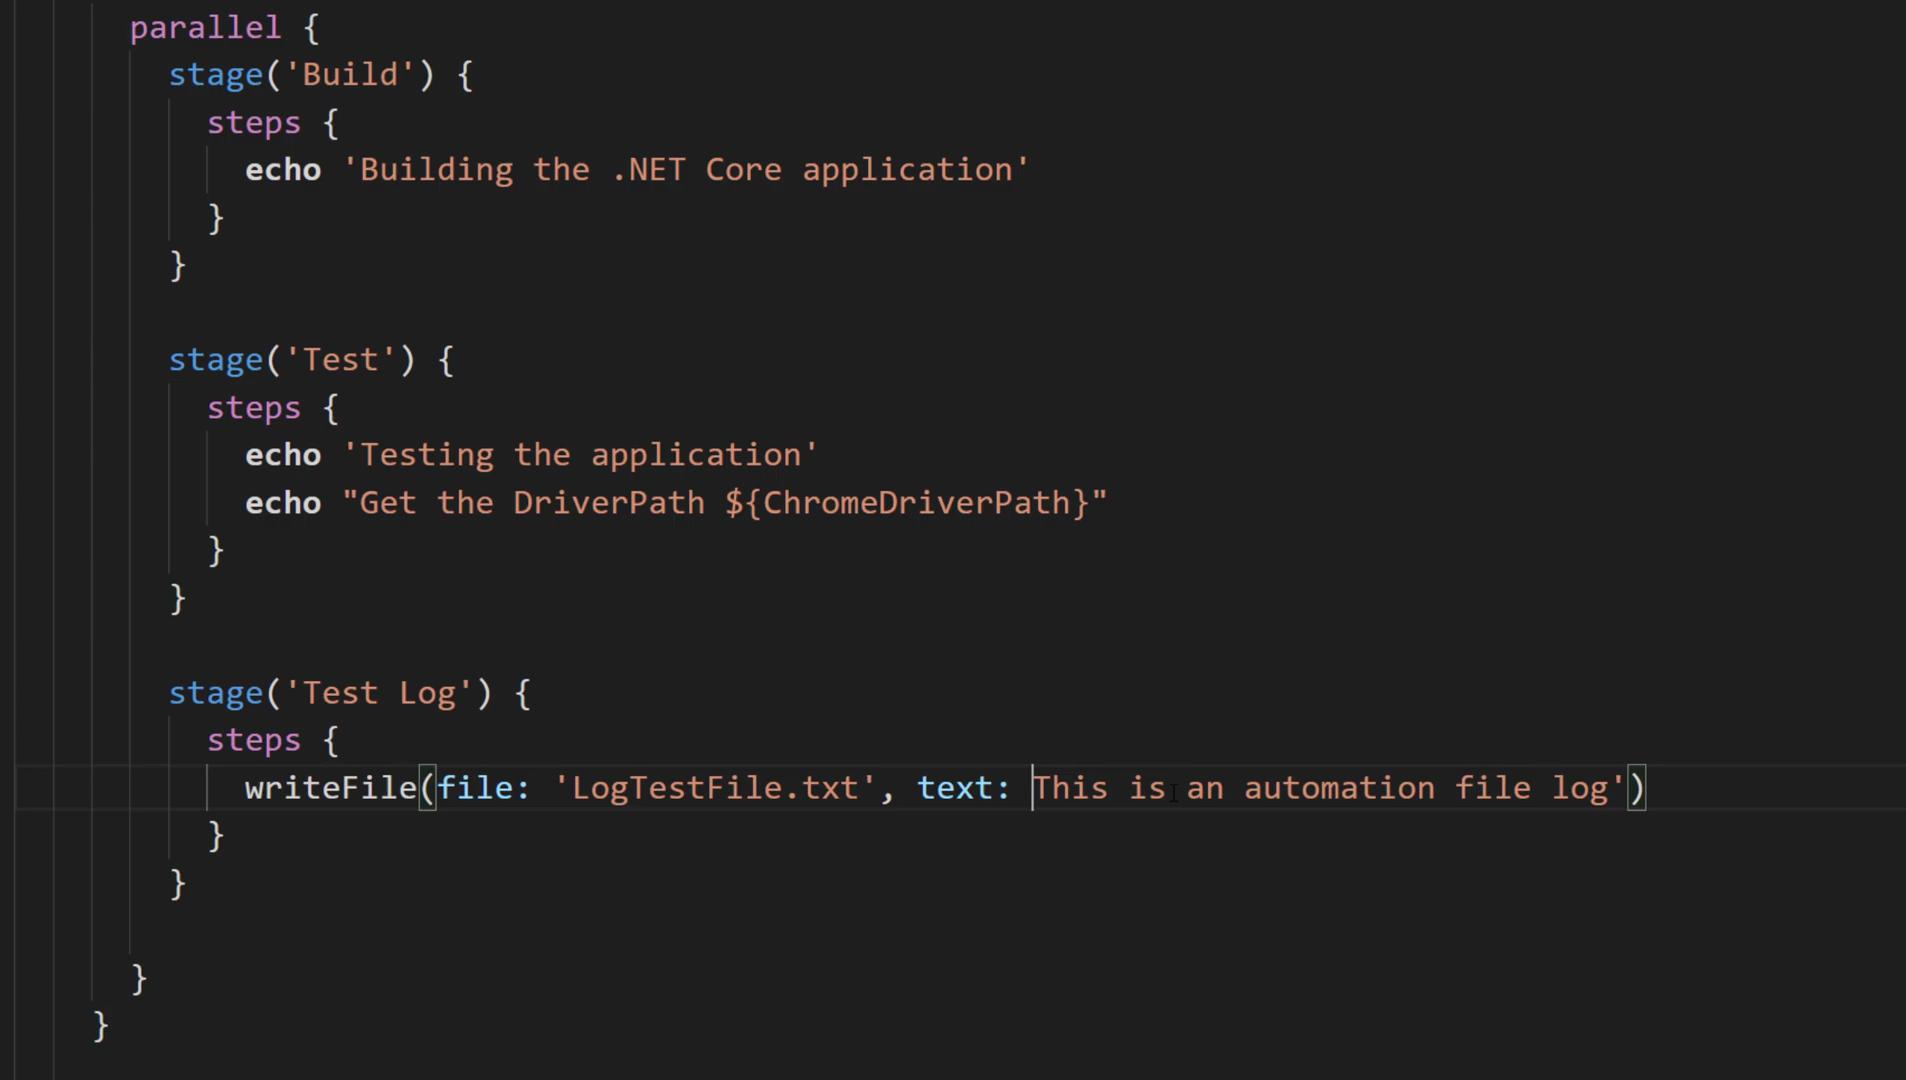 parallel {
stage('Build') {
steps {
echo 'Building the .NET Core application'
}
}
stage('Test') {
steps {
echo 'Testing the application'
echo "Get the DriverPath ${ChromeDriverPath}"
}
}
stage('Test Log') {
steps {
writeFile(file: 'LogTestFile.txt', text: This is an automation file log')
}
}
}
}